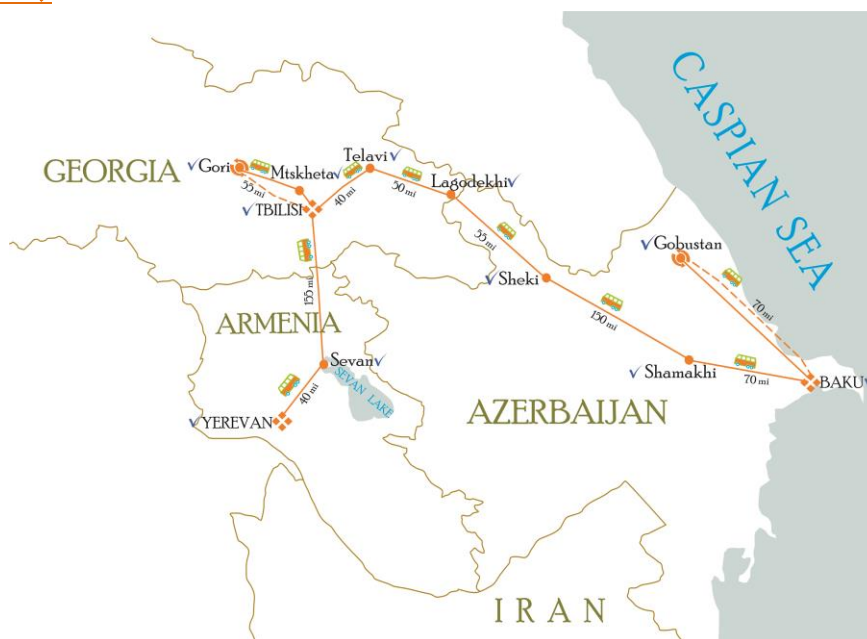 CASPIAN SEA
GEORGIA
Gori
Mtskheta
Telavi
Lagodekhi
55 mi
TBILISI
40 mi
50 mi
55 mi
Gobustan
Sheki
155 mi
70 mi
150 mi
ARMENIA
Sevan
SEVAN LAKE
Shamakhi
70 mi
BAKU
40 mi
YEREVAN
AZERBAIJAN
IRAN